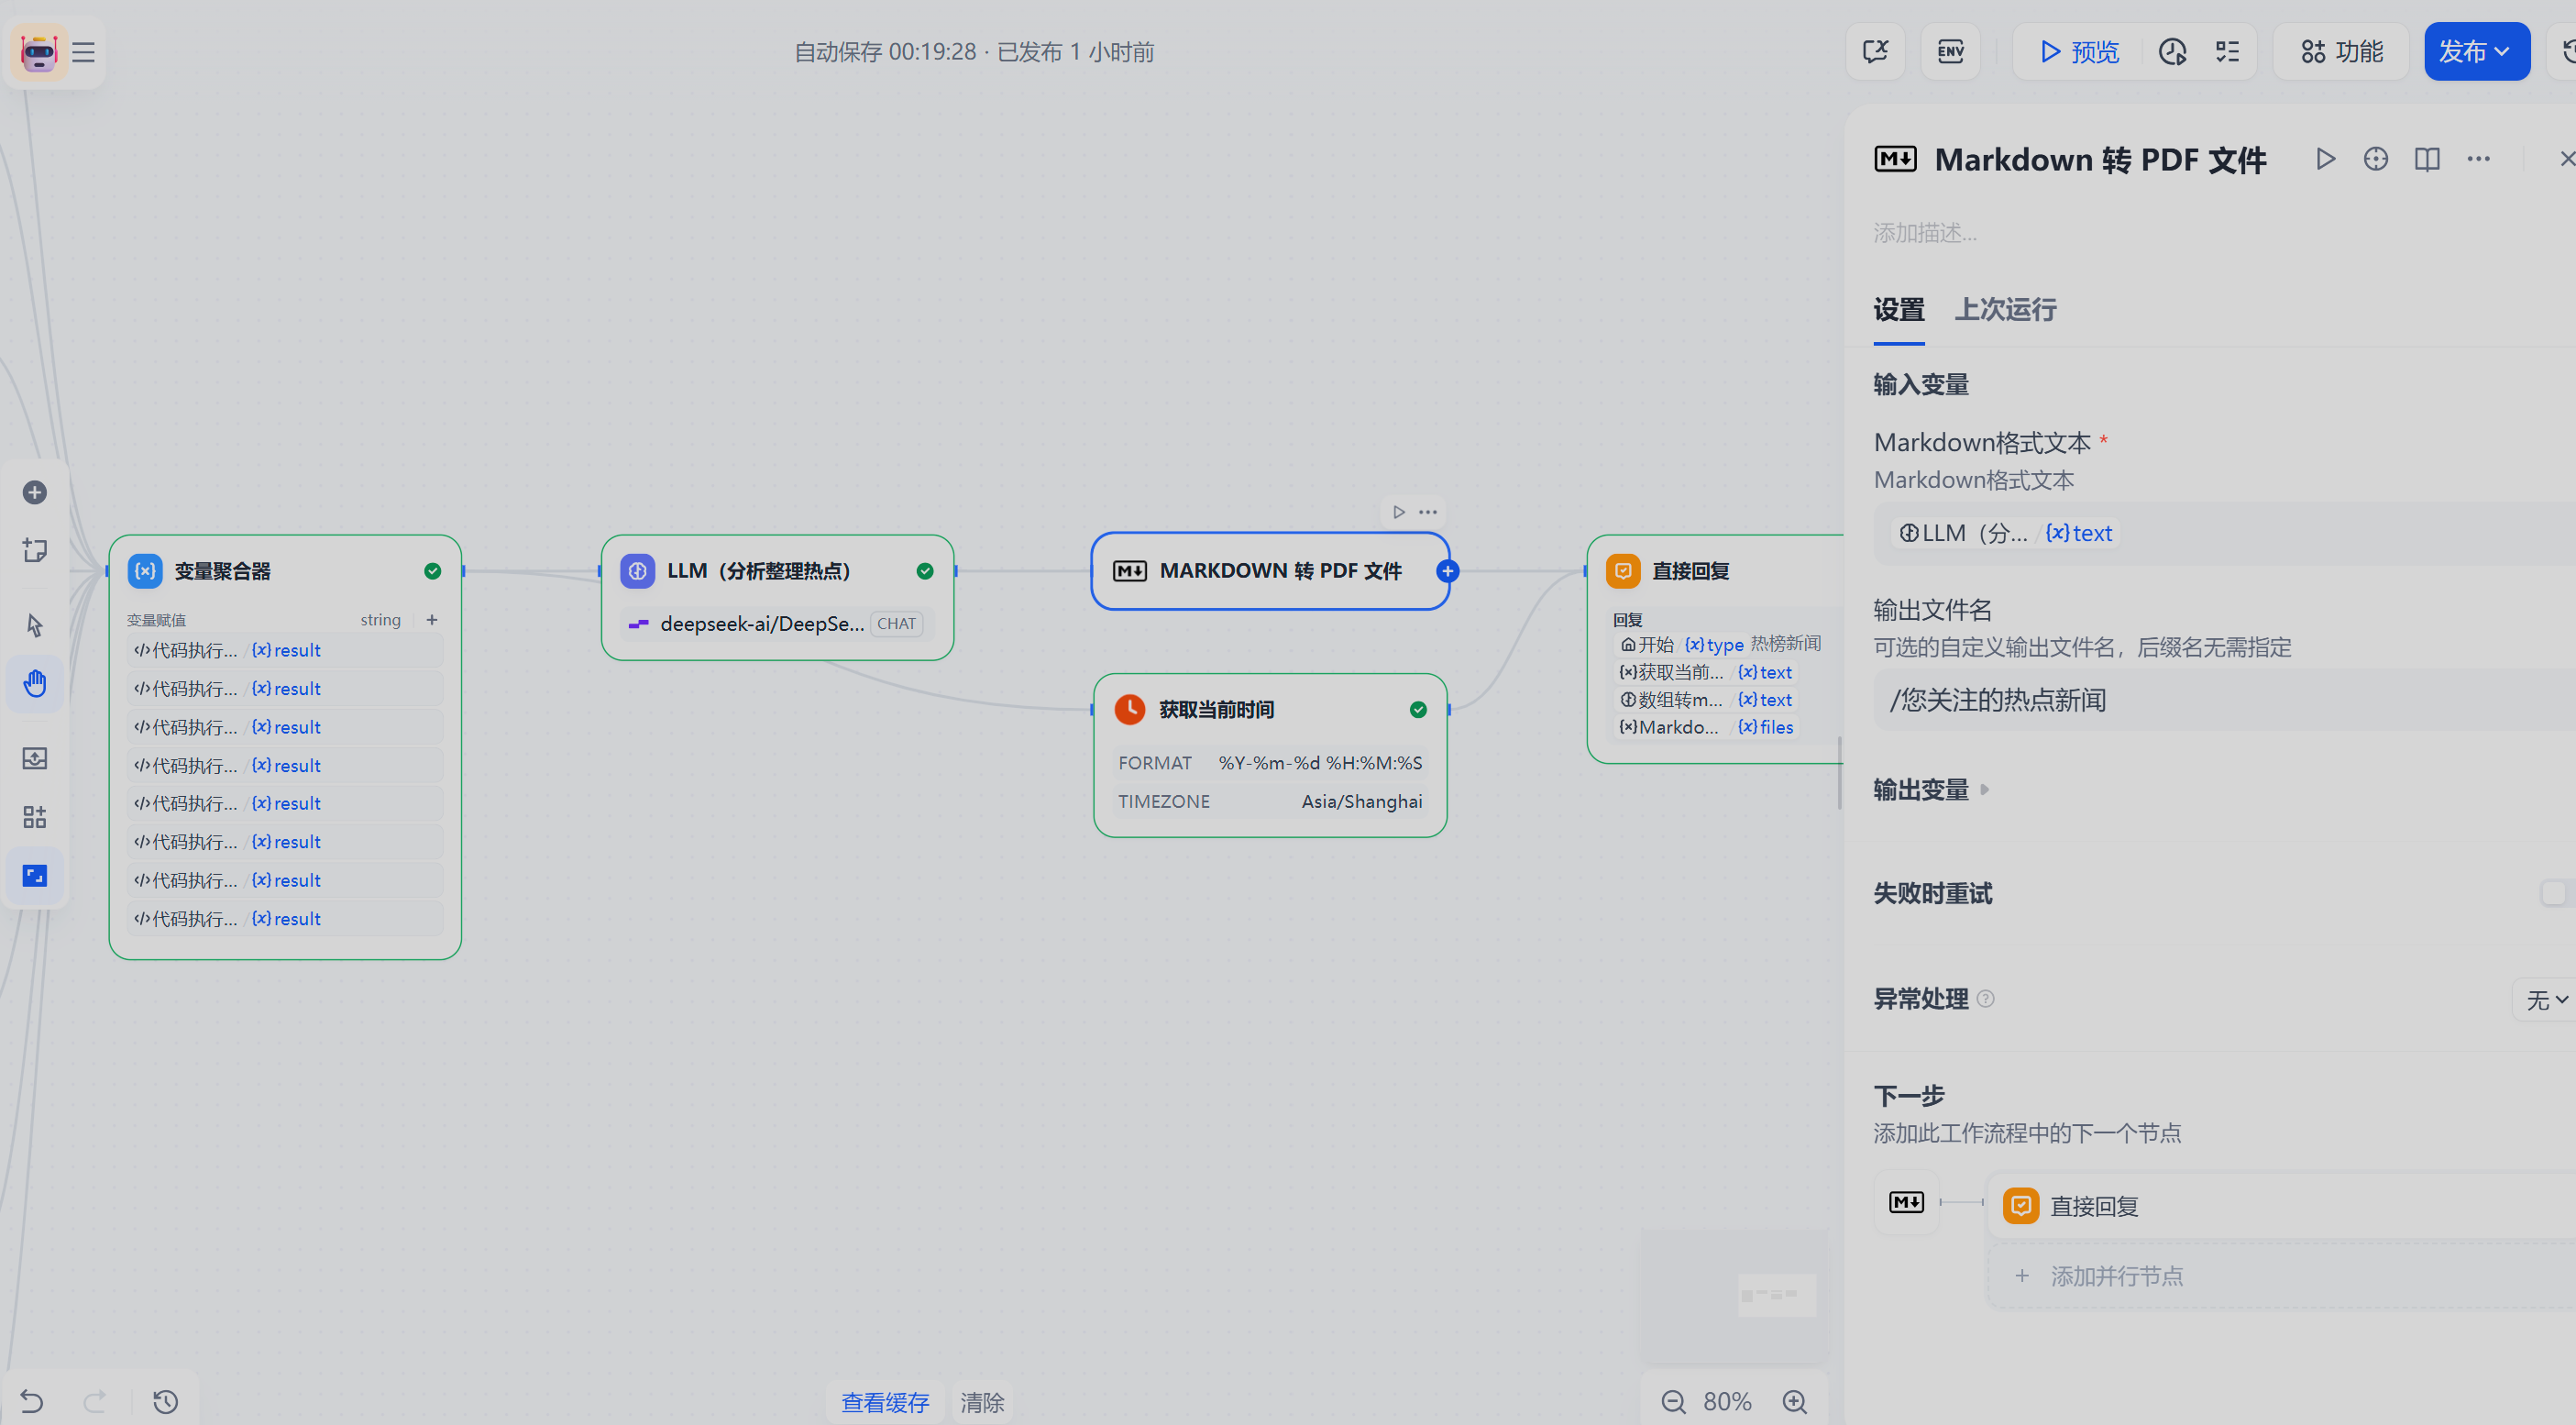 自动保存 00:19:28 · 已发布 1 小时前
ENV
预览
功能
发布
变量聚合器
变量赋值 string +
代码执行... / {x} result
代码执行... / {x} result
代码执行... / {x} result
代码执行... / {x} result
代码执行... / {x} result
代码执行... / {x} result
代码执行... / {x} result
代码执行... / {x} result
LLM（分析整理热点）
deepseek-ai/DeepSe... CHAT
MARKDOWN 转 PDF 文件
获取当前时间
FORMAT %Y-%m-%d %H:%M:%S
TIMEZONE Asia/Shanghai
直接回复
回复
开始 / {x} type 热榜新闻
{x} 获取当前... / {x} text
数组转m... / {x} text
{x} Markdo... / {x} files
查看缓存 清除
80%
Markdown 转 PDF 文件
添加描述...
设置 上次运行
输入变量
Markdown格式文本 *
Markdown格式文本
LLM（分... / {x} text
输出文件名
可选的自定义输出文件名，后缀名无需指定
/您关注的热点新闻
输出变量
失败时重试
异常处理 ?
无
下一步
添加此工作流程中的下一个节点
直接回复
+ 添加并行节点